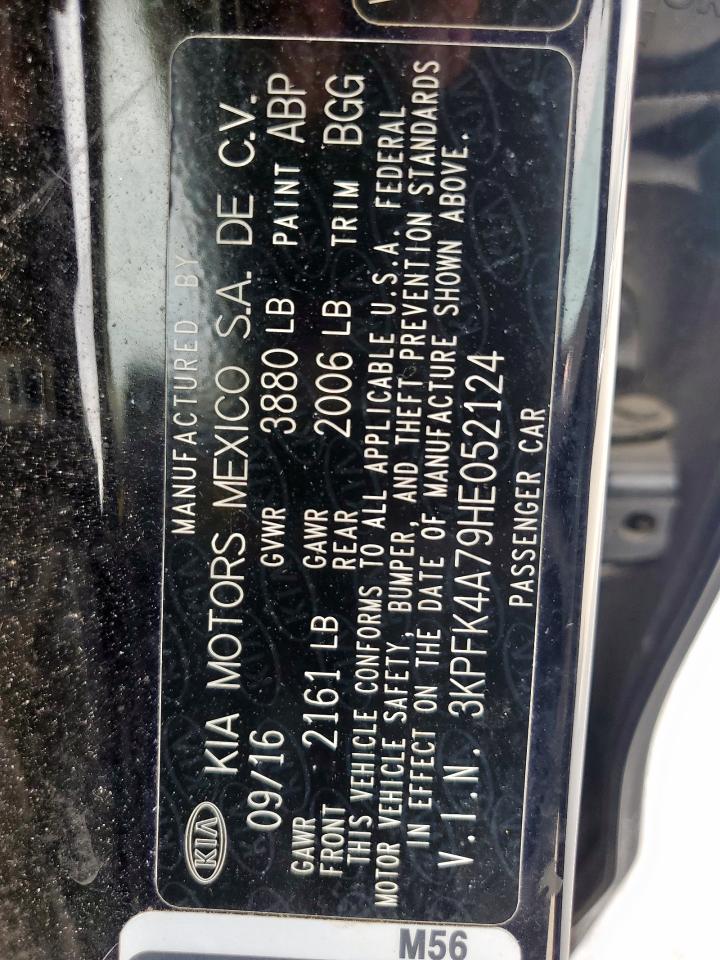 MANUFACTURED BY
KIA KIA MOTORS MEXICO S.A. DE C.V.
09/16 GVWR 3880 LB PAINT ABP
GAWR FRONT 2161 LB GAWR REAR 2006 LB TRIM BGG
THIS VEHICLE CONFORMS TO ALL APPLICABLE U.S.A. FEDERAL
MOTOR VEHICLE SAFETY, BUMPER, AND THEFT PREVENTION STANDARDS
IN EFFECT ON THE DATE OF MANUFACTURE SHOWN ABOVE.
V.I.N. 3KPFK4A79HE052124
PASSENGER CAR
M56